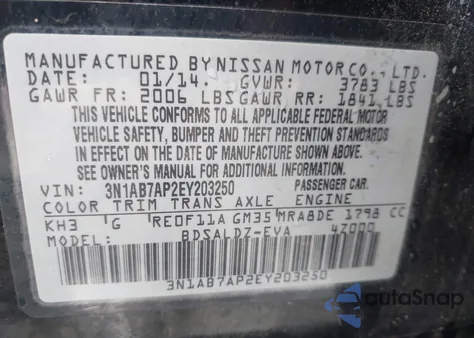 MANUFACTURED BY NISSAN MOTOR CO., LTD.
DATE: 01/14. GVWR: 3783 LBS
GAWR FR: 2006 LBS GAWR RR: 1841 LBS
THIS VEHICLE CONFORMS TO ALL APPLICABLE FEDERAL MOTOR
VEHICLE SAFETY, BUMPER AND THEFT PREVENTION STANDARDS
IN EFFECT ON THE DATE OF MANUFACTURE SHOWN ABOVE.
SEE OWNER'S MANUAL FOR ADDITIONAL INFORMATION.
VIN: 3N1AB7AP2EY203250 PASSENGER CAR.
COLOR TRIM TRANS AXLE ENGINE
KH3 G RE0F11A GM35 MRA8DE 1798 CC
MODEL: BDSALDZ-EVA 4Z000
3N1AB7AP2EY203250
autoSnap